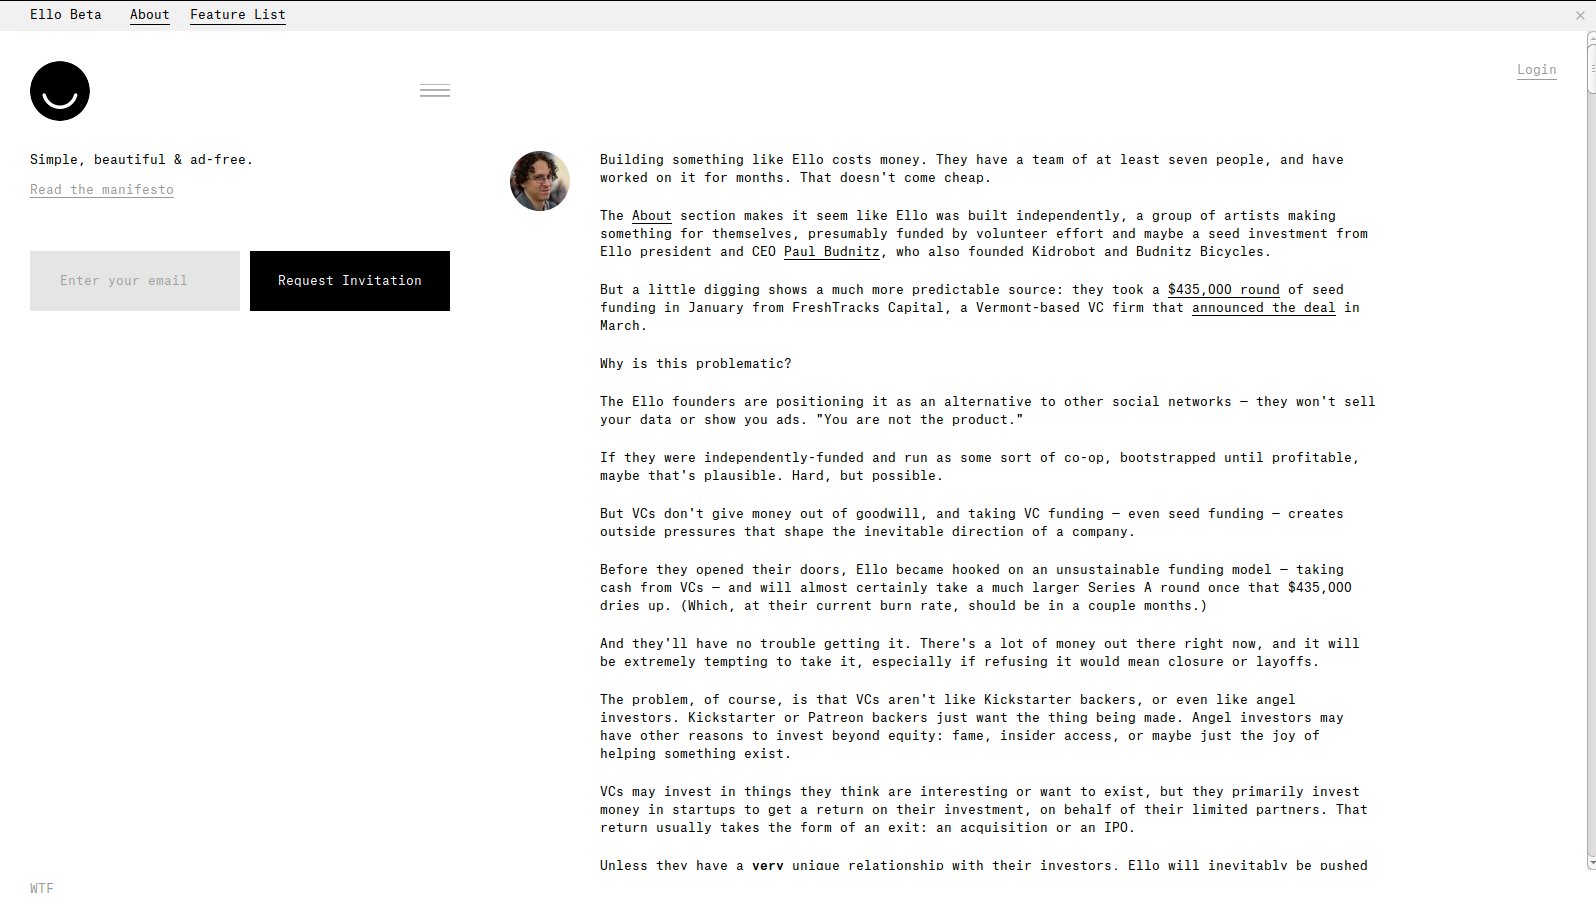 Ello Beta About Feature List
Login
Simple, beautiful & ad-free.
Read the manifesto
Enter your email
Request Invitation
Building something like Ello costs money. They have a team of at least seven people, and have
worked on it for months. That doesn't come cheap.
The About section makes it seem like Ello was built independently, a group of artists making
something for themselves, presumably funded by volunteer effort and maybe a seed investment from
Ello president and CEO Paul Budnitz, who also founded Kidrobot and Budnitz Bicycles.
But a little digging shows a much more predictable source: they took a $435,000 round of seed
funding in January from FreshTracks Capital, a Vermont-based VC firm that announced the deal in
March.
Why is this problematic?
The Ello founders are positioning it as an alternative to other social networks — they won't sell
your data or show you ads. "You are not the product."
If they were independently-funded and run as some sort of co-op, bootstrapped until profitable,
maybe that's plausible. Hard, but possible.
But VCs don't give money out of goodwill, and taking VC funding — even seed funding — creates
outside pressures that shape the inevitable direction of a company.
Before they opened their doors, Ello became hooked on an unsustainable funding model — taking
cash from VCs — and will almost certainly take a much larger Series A round once that $435,000
dries up. (Which, at their current burn rate, should be in a couple months.)
And they'll have no trouble getting it. There's a lot of money out there right now, and it will
be extremely tempting to take it, especially if refusing it would mean closure or layoffs.
The problem, of course, is that VCs aren't like Kickstarter backers, or even like angel
investors. Kickstarter or Patreon backers just want the thing being made. Angel investors may
have other reasons to invest beyond equity: fame, insider access, or maybe just the joy of
helping something exist.
VCs may invest in things they think are interesting or want to exist, but they primarily invest
money in startups to get a return on their investment, on behalf of their limited partners. That
return usually takes the form of an exit: an acquisition or an IPO.
Unless they have a very unique relationship with their investors, Ello will inevitably be pushed
WTF